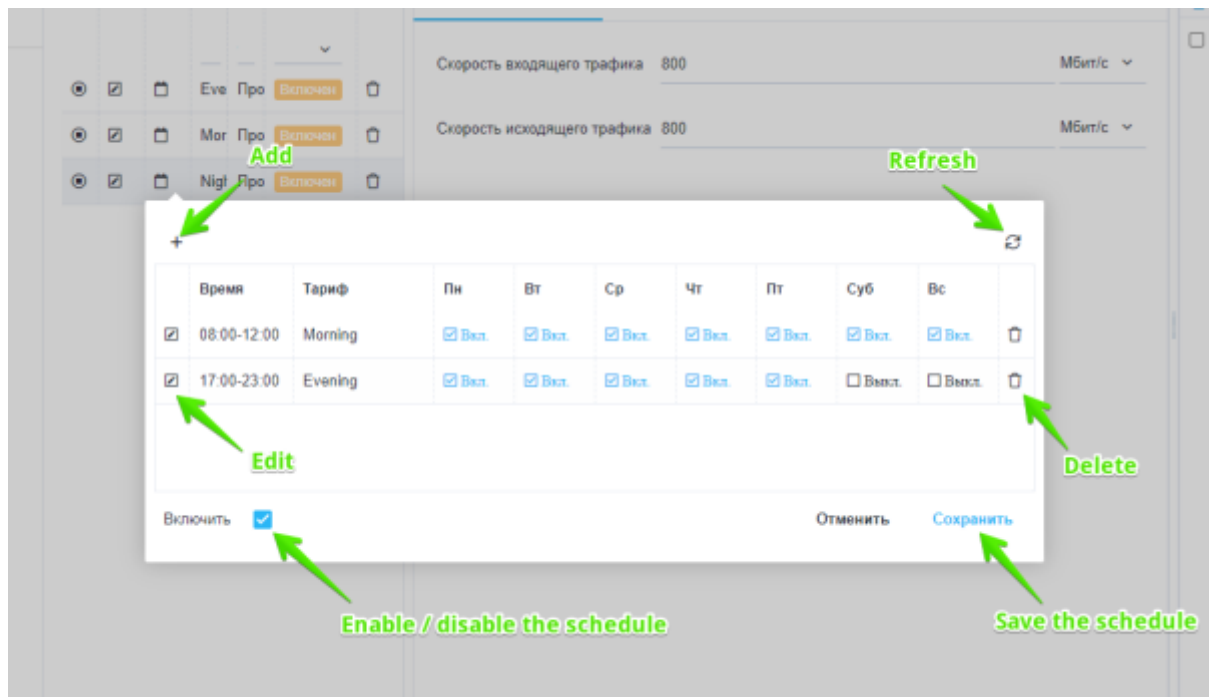 Скорость входящего трафика 800 Мбит/с
Eve Про Включен
Скорость исходящего трафика 800 Мбит/с
Mor Про Включен
Add
Refresh
Nigh Про Включен
+
Время Тариф Пн Вт Ср Чт Пт Суб Вс
08:00-12:00 Morning Вкл. Вкл. Вкл. Вкл. Вкл. Вкл. Вкл.
17:00-23:00 Evening Вкл. Вкл. Вкл. Вкл. Вкл. Выкл. Выкл.
Edit
Delete
Включить Отменить Сохранить
Enable / disable the schedule
Save the schedule